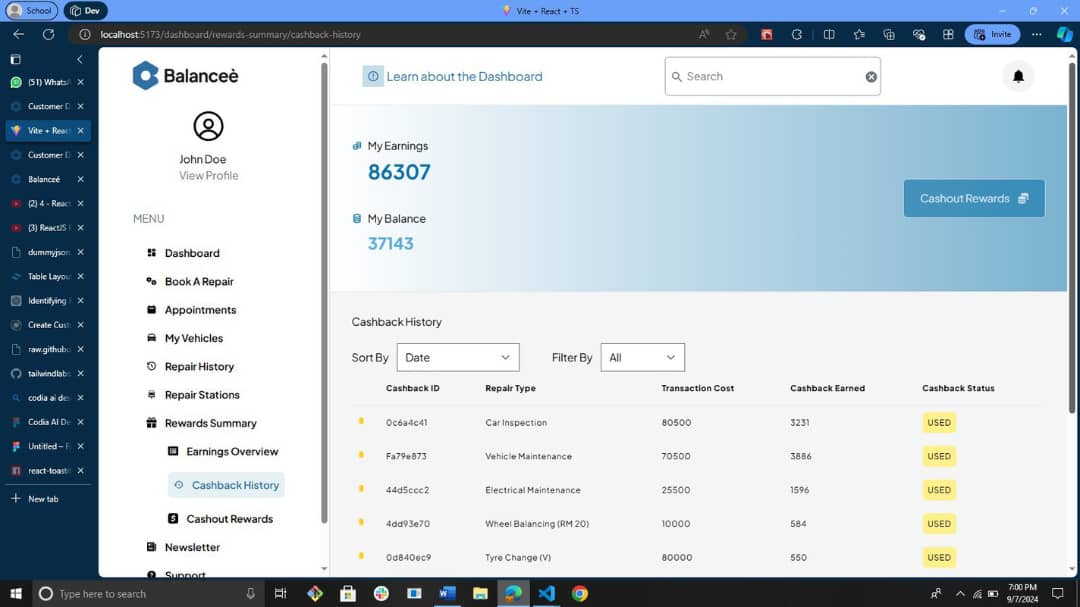 School
Dev
Vite + React + TS
localhost:5173/dashboard/rewards-summary/cashback-history
Invite
(51) Whats
Customer D
Vite + Reac
Customer D
Balanceè
(2) 4 - Reac
(3) ReactJS
dummyjson
Table Layou
Identifying
Create Cust
raw.github
tailwindlabs
codia ai de
Codia AI De
Untitled – F
react-toasti
New tab
Balanceè
John Doe
View Profile
MENU
Dashboard
Book A Repair
Appointments
My Vehicles
Repair History
Repair Stations
Rewards Summary
Earnings Overview
Cashback History
Cashout Rewards
Newsletter
Support
Learn about the Dashboard
Search
My Earnings
86307
My Balance
37143
Cashout Rewards
Cashback History
Sort By Date Filter By All
Cashback ID Repair Type Transaction Cost Cashback Earned Cashback Status
0c6a4c41 Car Inspection 80500 3231 USED
Fa79e873 Vehicle Maintenance 70500 3886 USED
44d5ccc2 Electrical Maintenance 25500 1596 USED
4dd93e70 Wheel Balancing (RM 20) 10000 584 USED
0d840ec9 Tyre Change (V) 80000 550 USED
Type here to search
7:00 PM
9/7/2024